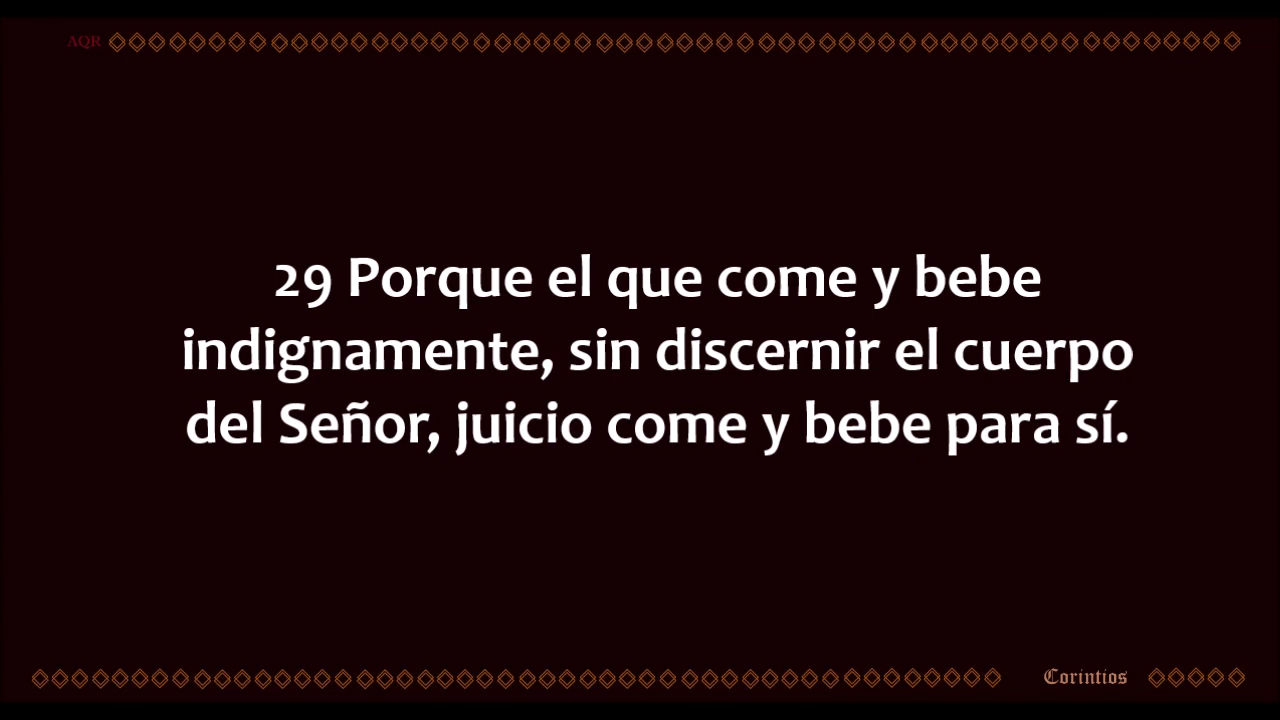 AQR
29 Porque el que come y bebe
indignamente, sin discernir el cuerpo
del Señor, juicio come y bebe para sí.
Corintios